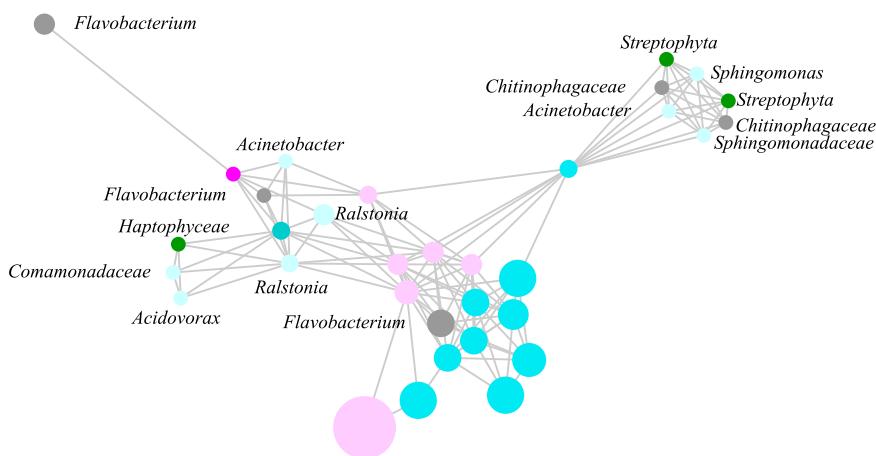 Flavobacterium
Streptophyta
Sphingomonas
Chitinophagaceae
Streptophyta
Acinetobacter
Chitinophagaceae
Sphingomonadaceae
Acinetobacter
Flavobacterium
Ralstonia
Haptophyceae
Comamonadaceae
Ralstonia
Acidovorax
Flavobacterium